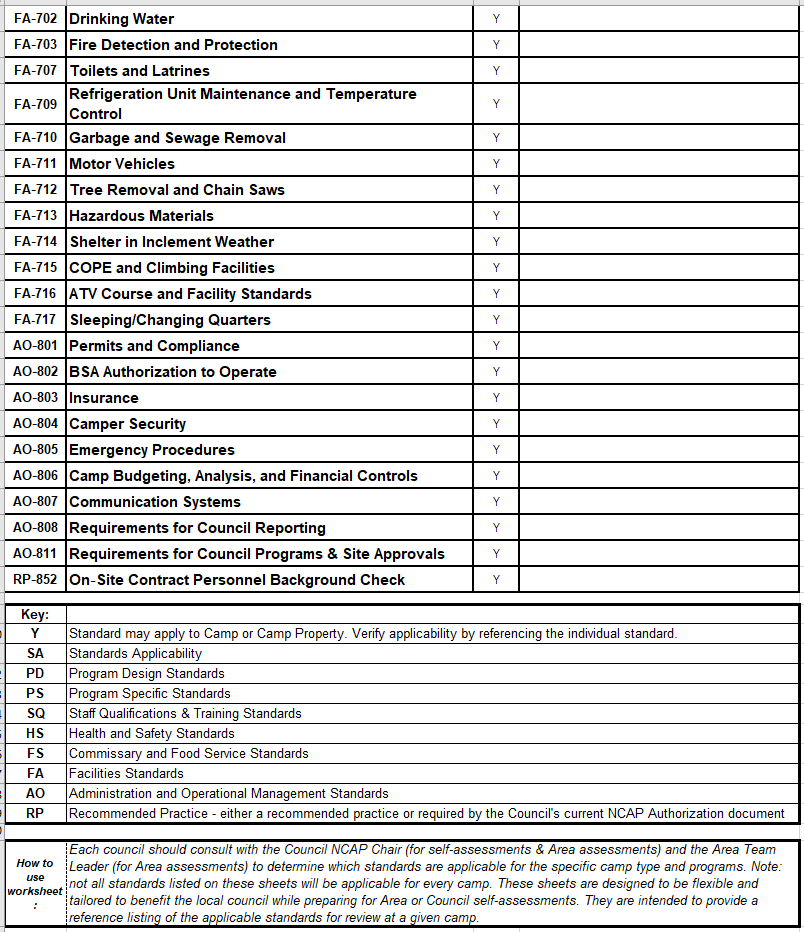 FA-702 Drinking Water Y
FA-703 Fire Detection and Protection Y
FA-707 Toilets and Latrines Y
FA-709 Refrigeration Unit Maintenance and Temperature
Control Y
FA-710 Garbage and Sewage Removal Y
FA-711 Motor Vehicles Y
FA-712 Tree Removal and Chain Saws Y
FA-713 Hazardous Materials Y
FA-714 Shelter in Inclement Weather Y
FA-715 COPE and Climbing Facilities Y
FA-716 ATV Course and Facility Standards Y
FA-717 Sleeping/Changing Quarters Y
AO-801 Permits and Compliance Y
AO-802 BSA Authorization to Operate Y
AO-803 Insurance Y
AO-804 Camper Security Y
AO-805 Emergency Procedures Y
AO-806 Camp Budgeting, Analysis, and Financial Controls Y
AO-807 Communication Systems Y
AO-808 Requirements for Council Reporting Y
AO-811 Requirements for Council Programs & Site Approvals Y
RP-852 On-Site Contract Personnel Background Check Y
Key:
Y Standard may apply to Camp or Camp Property. Verify applicability by referencing the individual standard.
SA Standards Applicability
PD Program Design Standards
PS Program Specific Standards
SQ Staff Qualifications & Training Standards
HS Health and Safety Standards
FS Commissary and Food Service Standards
FA Facilities Standards
AO Administration and Operational Management Standards
RP Recommended Practice - either a recommended practice or required by the Council's current NCAP Authorization document
How to
use
worksheet
:
Each council should consult with the Council NCAP Chair (for self-assessments & Area assessments) and the Area Team
Leader (for Area assessments) to determine which standards are applicable for the specific camp type and programs. Note:
not all standards listed on these sheets will be applicable for every camp. These sheets are designed to be flexible and
tailored to benefit the local council while preparing for Area or Council self-assessments. They are intended to provide a
reference listing of the applicable standards for review at a given camp.